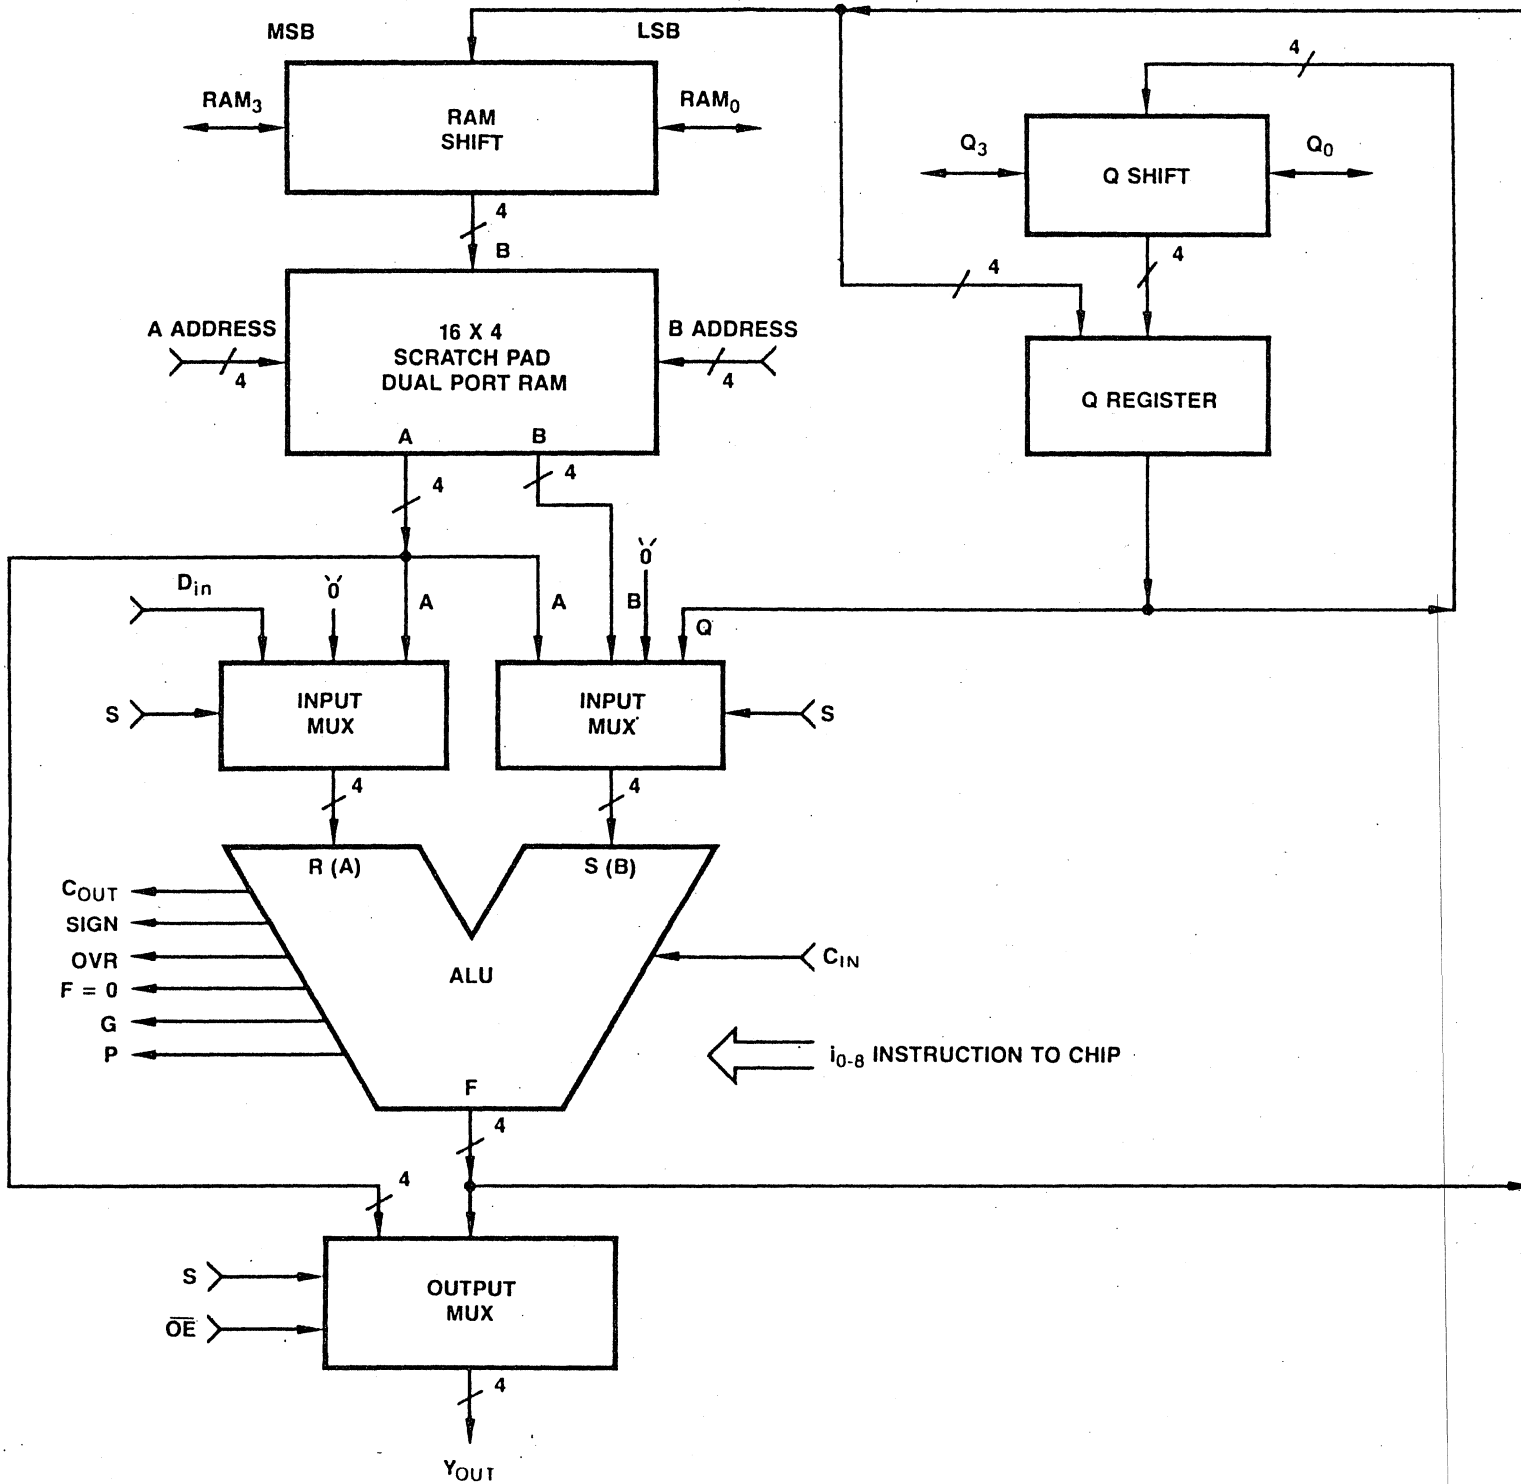 MSB
LSB
4
RAM3
RAM0
RAM
SHIFT
Q3
Q0
Q SHIFT
4
B
4
4
A ADDRESS
B ADDRESS
16 X 4
SCRATCH PAD
DUAL PORT RAM
4
4
Q REGISTER
A
B
4
4
Din
'0'
'0'
A
A
B
Q
S
INPUT
MUX
INPUT
MUX
S
4
4
R (A)
S (B)
COUT
SIGN
OVR
F = 0
G
P
ALU
CIN
i0-8 INSTRUCTION TO CHIP
F
4
4
S
OE
OUTPUT
MUX
4
YOUT